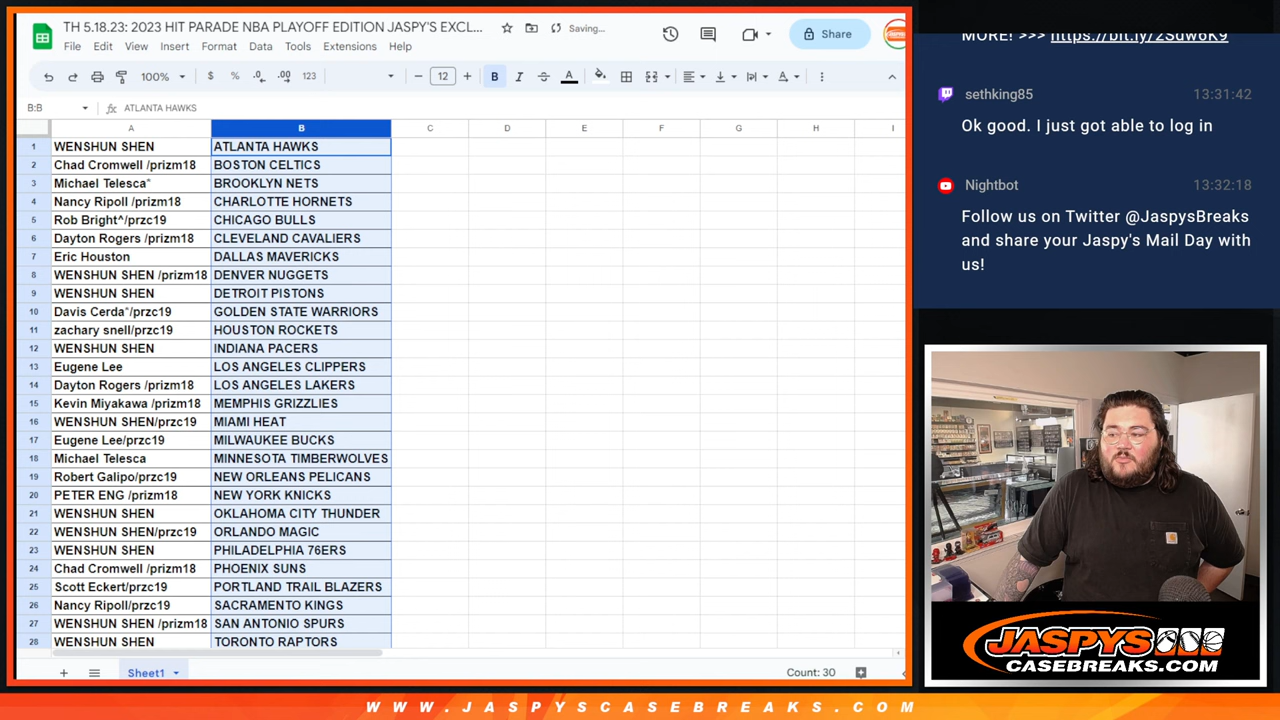 TH 5.18.23: 2023 HIT PARADE NBA PLAYOFF EDITION JASPY'S EXCL... Saving...
File Edit View Insert Format Data Tools Extensions Help
Share
100% $ % .0 .00 123 12 B I A
B:B fx ATLANTA HAWKS
A B C D E F G H I
1 WENSHUN SHEN ATLANTA HAWKS
2 Chad Cromwell /prizm18 BOSTON CELTICS
3 Michael Telesca^ BROOKLYN NETS
4 Nancy Ripoll /prizm18 CHARLOTTE HORNETS
5 Rob Bright^/przc19 CHICAGO BULLS
6 Dayton Rogers /prizm18 CLEVELAND CAVALIERS
7 Eric Houston DALLAS MAVERICKS
8 WENSHUN SHEN /prizm18 DENVER NUGGETS
9 WENSHUN SHEN DETROIT PISTONS
10 Davis Cerda^/przc19 GOLDEN STATE WARRIORS
11 zachary snell/przc19 HOUSTON ROCKETS
12 WENSHUN SHEN INDIANA PACERS
13 Eugene Lee LOS ANGELES CLIPPERS
14 Dayton Rogers /prizm18 LOS ANGELES LAKERS
15 Kevin Miyakawa /prizm18 MEMPHIS GRIZZLIES
16 WENSHUN SHEN/przc19 MIAMI HEAT
17 Eugene Lee/przc19 MILWAUKEE BUCKS
18 Michael Telesca MINNESOTA TIMBERWOLVES
19 Robert Galipo/przc19 NEW ORLEANS PELICANS
20 PETER ENG /prizm18 NEW YORK KNICKS
21 WENSHUN SHEN OKLAHOMA CITY THUNDER
22 WENSHUN SHEN/przc19 ORLANDO MAGIC
23 WENSHUN SHEN PHILADELPHIA 76ERS
24 Chad Cromwell /prizm18 PHOENIX SUNS
25 Scott Eckert/przc19 PORTLAND TRAIL BLAZERS
26 Nancy Ripoll/przc19 SACRAMENTO KINGS
27 WENSHUN SHEN /prizm18 SAN ANTONIO SPURS
28 WENSHUN SHEN TORONTO RAPTORS
Sheet1 Count: 30
MORE! >>> https://bit.ly/2Sdw6K9
sethking85 13:31:42
Ok good. I just got able to log in
Nightbot 13:32:18
Follow us on Twitter @JaspysBreaks
and share your Jaspy's Mail Day with
us!
JASPYS
CASEBREAKS.COM
WWW.JASPYSCASEBREAKS.COM